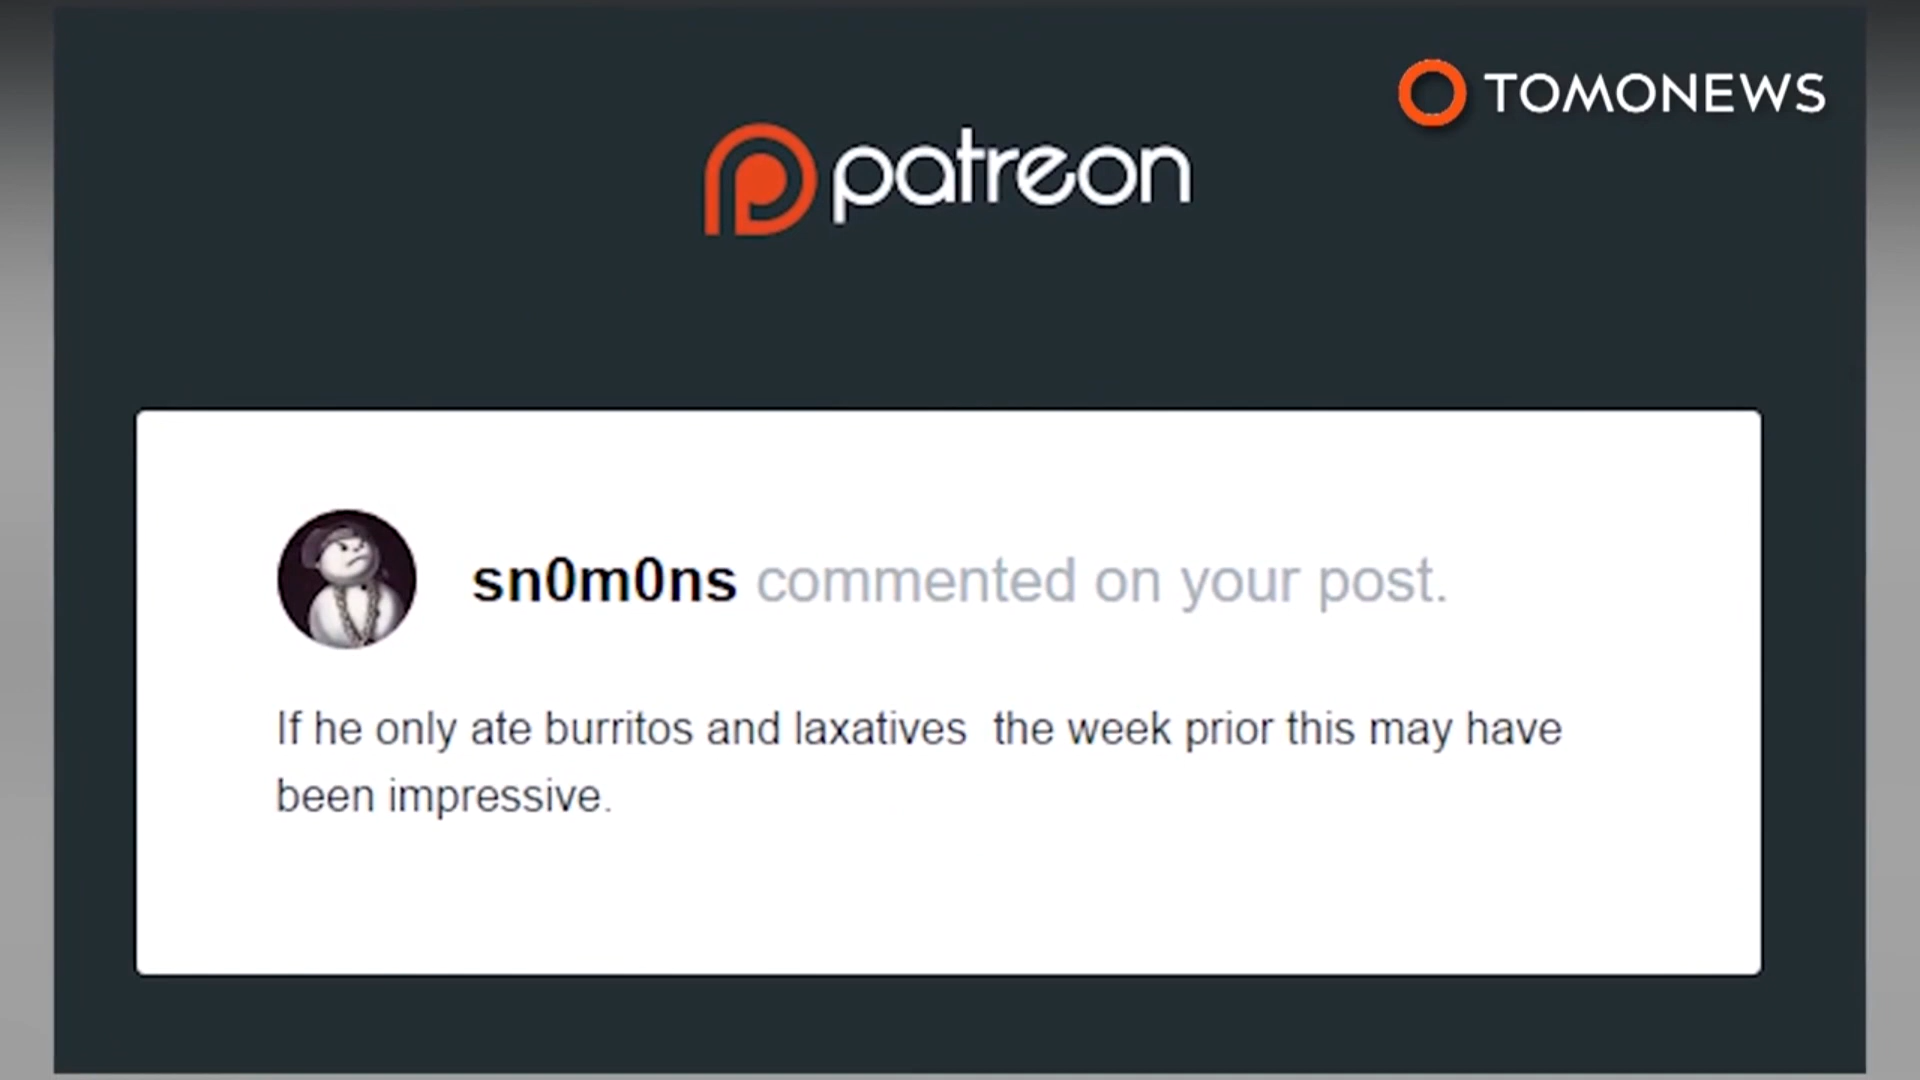 TOMONEWS
patreon
sn0m0ns commented on your post.
If he only ate burritos and laxatives  the week prior this may have
been impressive.